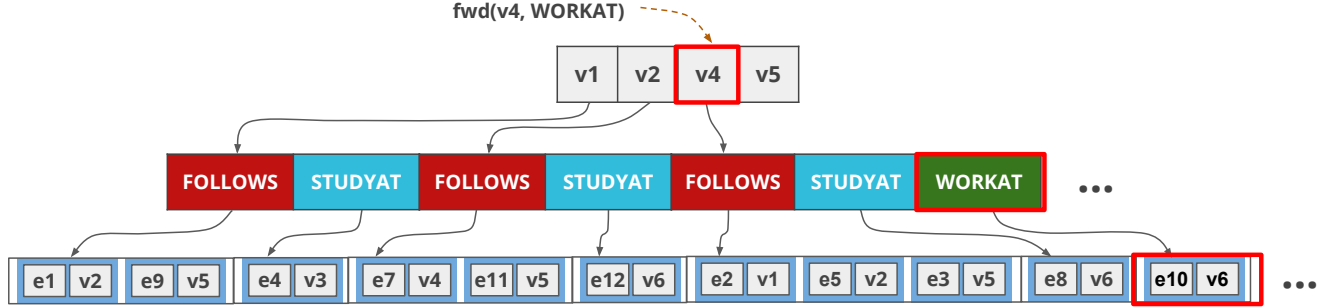 fwd(v4, WORKAT)
v1 v2 v4 v5
FOLLOWS STUDYAT FOLLOWS STUDYAT FOLLOWS STUDYAT WORKAT ...
e1 v2 e9 v5 e4 v3 e7 v4 e11 v5 e12 v6 e2 v1 e5 v2 e3 v5 e8 v6 e10 v6 ...